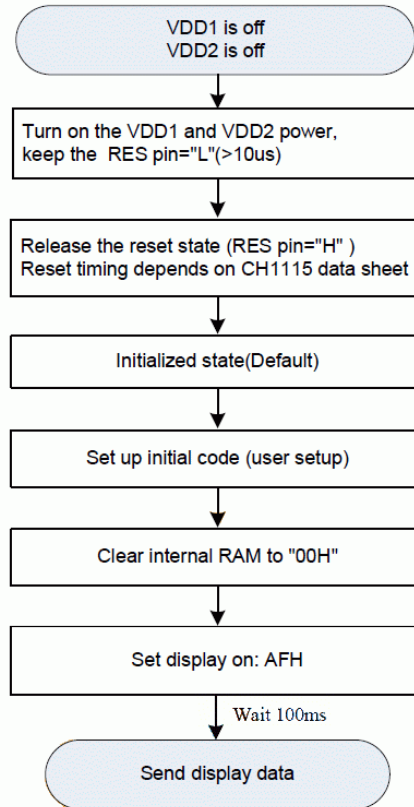 VDD1 is off
VDD2 is off
Turn on the VDD1 and VDD2 power,
keep the RES pin="L"(>10us)
Release the reset state (RES pin="H" )
Reset timing depends on CH1115 data sheet
Initialized state(Default)
Set up initial code (user setup)
Clear internal RAM to "00H"
Set display on: AFH
Wait 100ms
Send display data